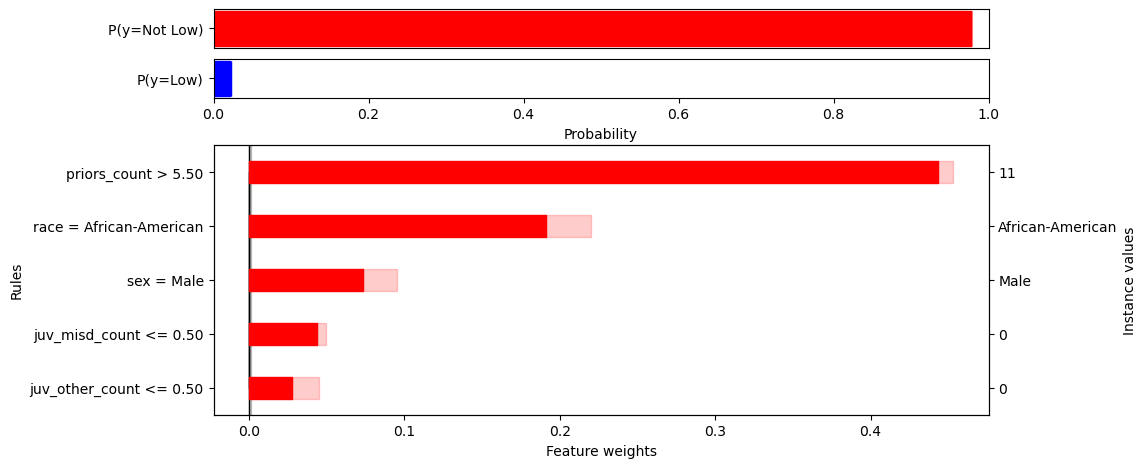 P(y=Not Low)
P(y=Low)
0.0 0.2 0.4 0.6 0.8 1.0
Probability
priors_count > 5.50 11
race = African-American African-American
sex = Male Male
juv_misd_count <= 0.50 0
juv_other_count <= 0.50 0
Rules
Instance values
0.0 0.1 0.2 0.3 0.4
Feature weights